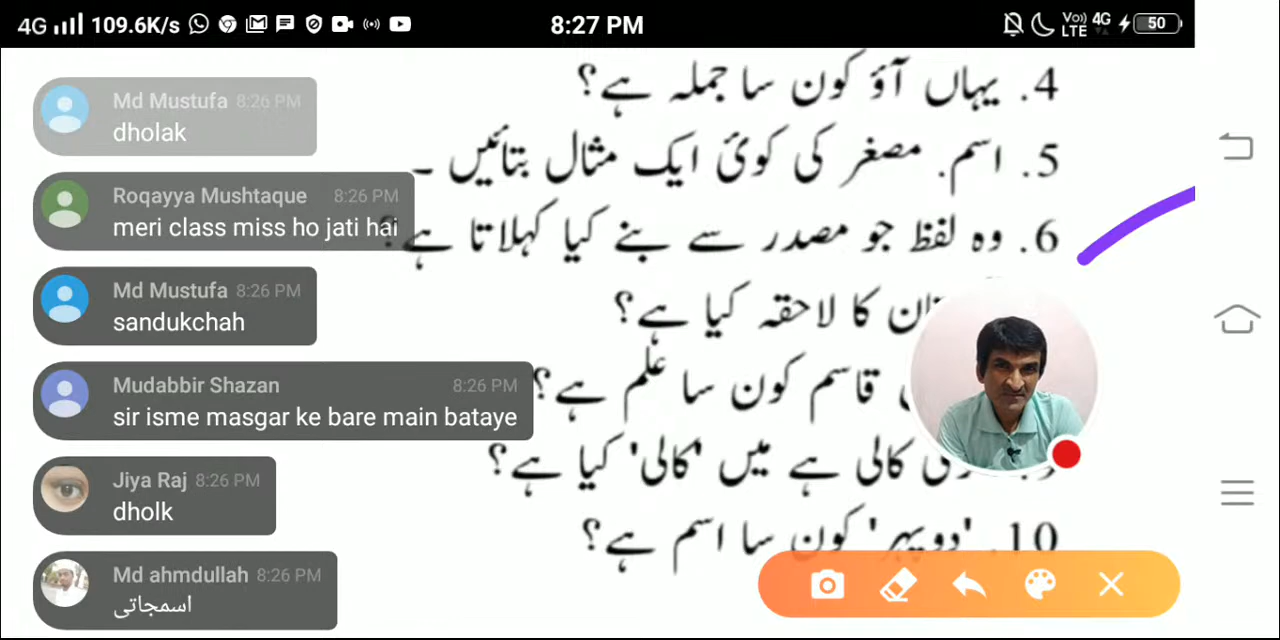 4G 109.6K/s 8:27 PM Vo)) LTE 4G 50
Md Mustufa 8:26 PM
dholak
Roqayya Mushtaque 8:26 PM
meri class miss ho jati hai
Md Mustufa 8:26 PM
sandukchah
Mudabbir Shazan 8:26 PM
sir isme masgar ke bare main bataye
Jiya Raj 8:26 PM
dholk
Md ahmdullah 8:26 PM
اسمجاتی
4. یہاں آؤ کون سا جملہ ہے؟
5. اسم. مصغر کی کوئ ایک مثال بتائیں ۔
6. وہ لفظ جو مصدر سے بنے کیا کہلاتا ہے؟
کا لاحقہ کیا ہے؟
قاسم کون سا علم ہے؟
کالی ہے میں 'کالی' کیا ہے؟
10. 'دوپہر' کون سا اسم ہے؟